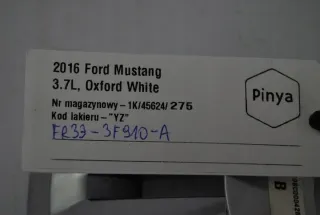 2016 Ford Mustang
3.7L, Oxford White
Nr magazynowy - 1K/45624/ 275
Kod lakieru - "YZ"
FR33-3F910-A
Pinya
B